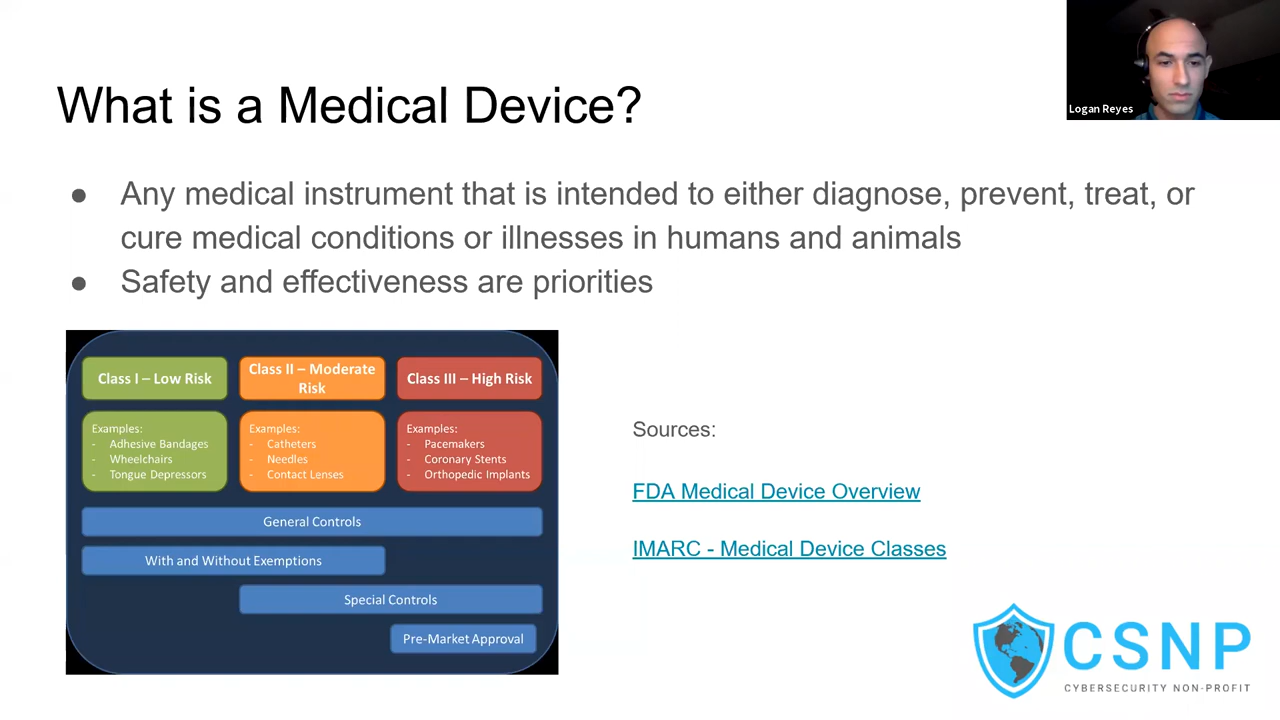 Logan Reyes
What is a Medical Device?
● Any medical instrument that is intended to either diagnose, prevent, treat, or
cure medical conditions or illnesses in humans and animals
● Safety and effectiveness are priorities
Class I – Low Risk
Examples:
- Adhesive Bandages
- Wheelchairs
- Tongue Depressors
Class II – Moderate
Risk
Examples:
- Catheters
- Needles
- Contact Lenses
Class III – High Risk
Examples:
- Pacemakers
- Coronary Stents
- Orthopedic Implants
General Controls
With and Without Exemptions
Special Controls
Pre-Market Approval
Sources:
FDA Medical Device Overview
IMARC - Medical Device Classes
CSNP
CYBERSECURITY NON-PROFIT